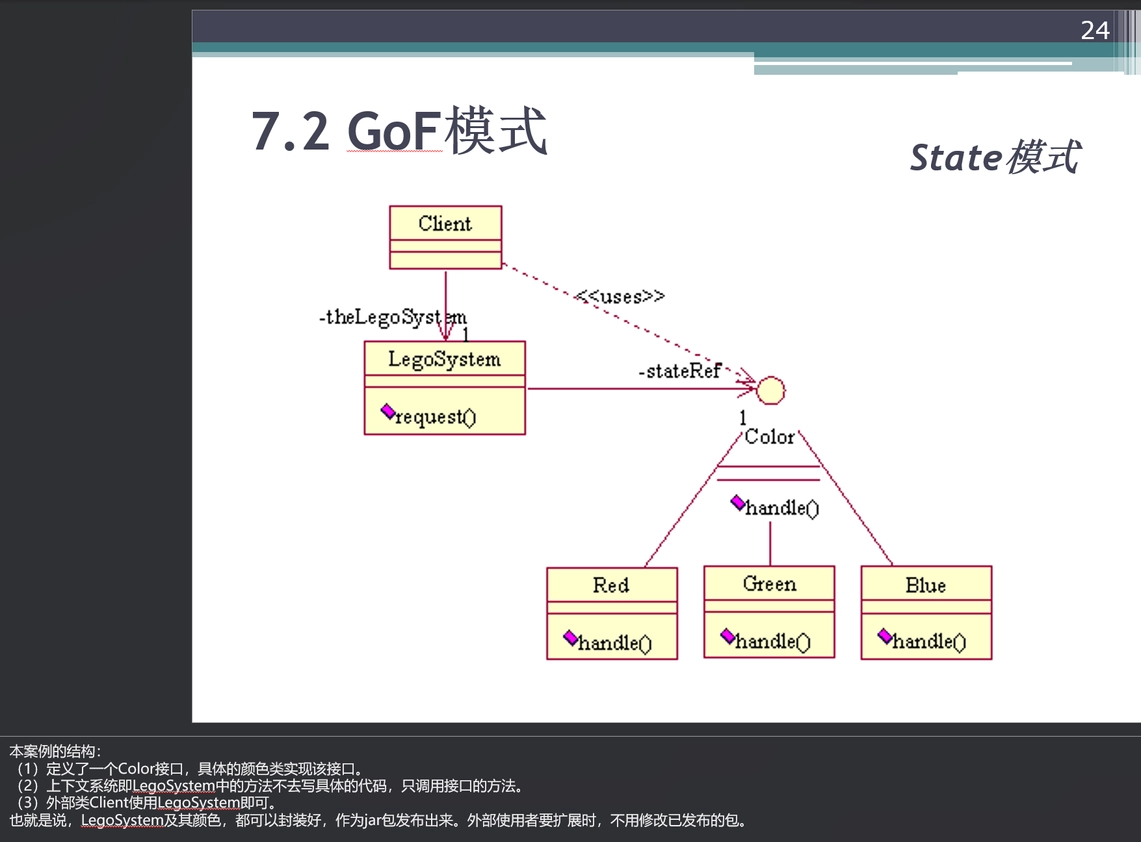 24
7.2 GoF模式
State模式
Client
<<uses>>
-theLegoSystem
1
LegoSystem
request()
-stateRef
1
Color
handle()
Red
handle()
Green
handle()
Blue
handle()
本案例的结构：
（1）定义了一个Color接口，具体的颜色类实现该接口。
（2）上下文系统即LegoSystem中的方法不去写具体的代码，只调用接口的方法。
（3）外部类Client使用LegoSystem即可。
也就是说，LegoSystem及其颜色，都可以封装好，作为jar包发布出来。外部使用者要扩展时，不用修改已发布的包。